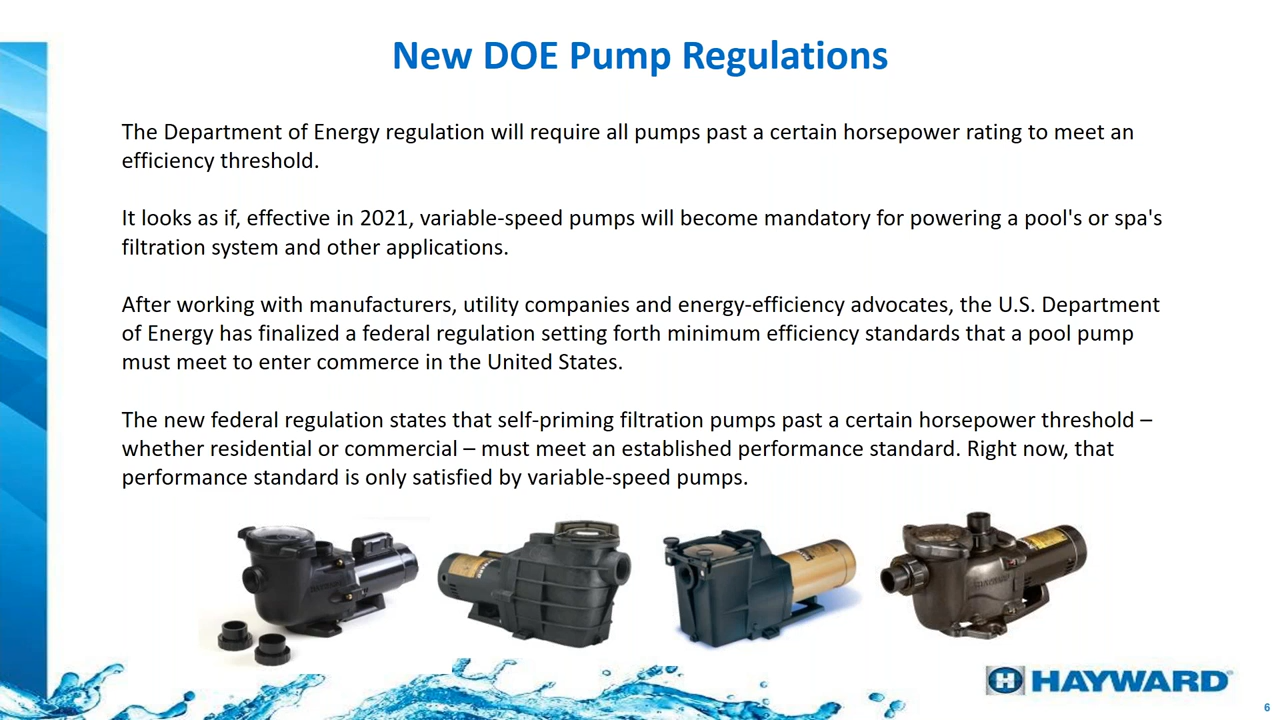 New DOE Pump Regulations
The Department of Energy regulation will require all pumps past a certain horsepower rating to meet an
efficiency threshold.
It looks as if, effective in 2021, variable-speed pumps will become mandatory for powering a pool's or spa's
filtration system and other applications.
After working with manufacturers, utility companies and energy-efficiency advocates, the U.S. Department
of Energy has finalized a federal regulation setting forth minimum efficiency standards that a pool pump
must meet to enter commerce in the United States.
The new federal regulation states that self-priming filtration pumps past a certain horsepower threshold –
whether residential or commercial – must meet an established performance standard. Right now, that
performance standard is only satisfied by variable-speed pumps.
HAYWARD
6